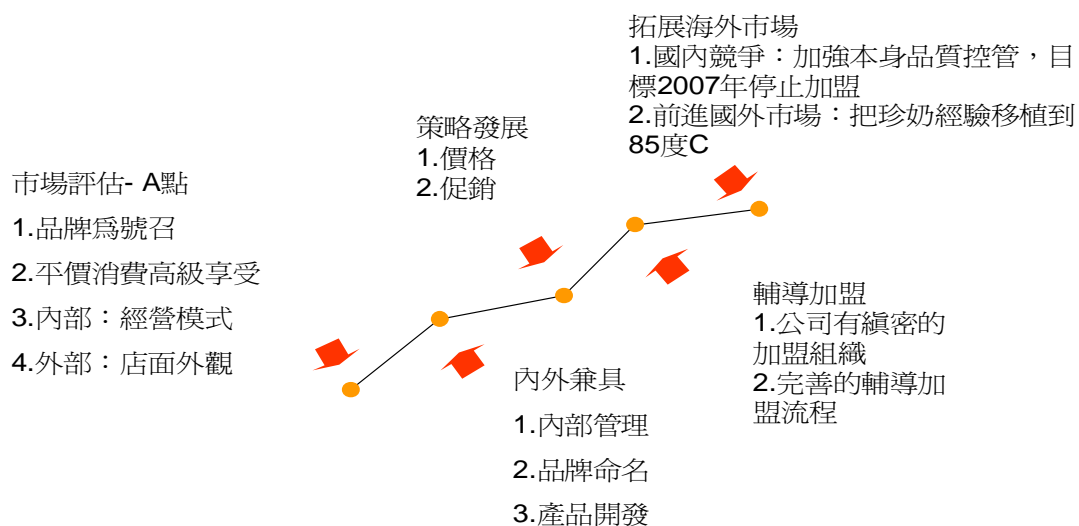 市場評估- A點
1.品牌爲號召
2.平價消費高級享受
3.內部：經營模式
4.外部：店面外觀
內外兼具
1.內部管理
2.品牌命名
3.產品開發
策略發展
1.價格
2.促銷
輔導加盟
1.公司有縝密的
加盟組織
2.完善的輔導加
盟流程
拓展海外市場
1.國內競爭：加強本身品質控管，目
標2007年停止加盟
2.前進國外市場：把珍奶經驗移植到
85度C